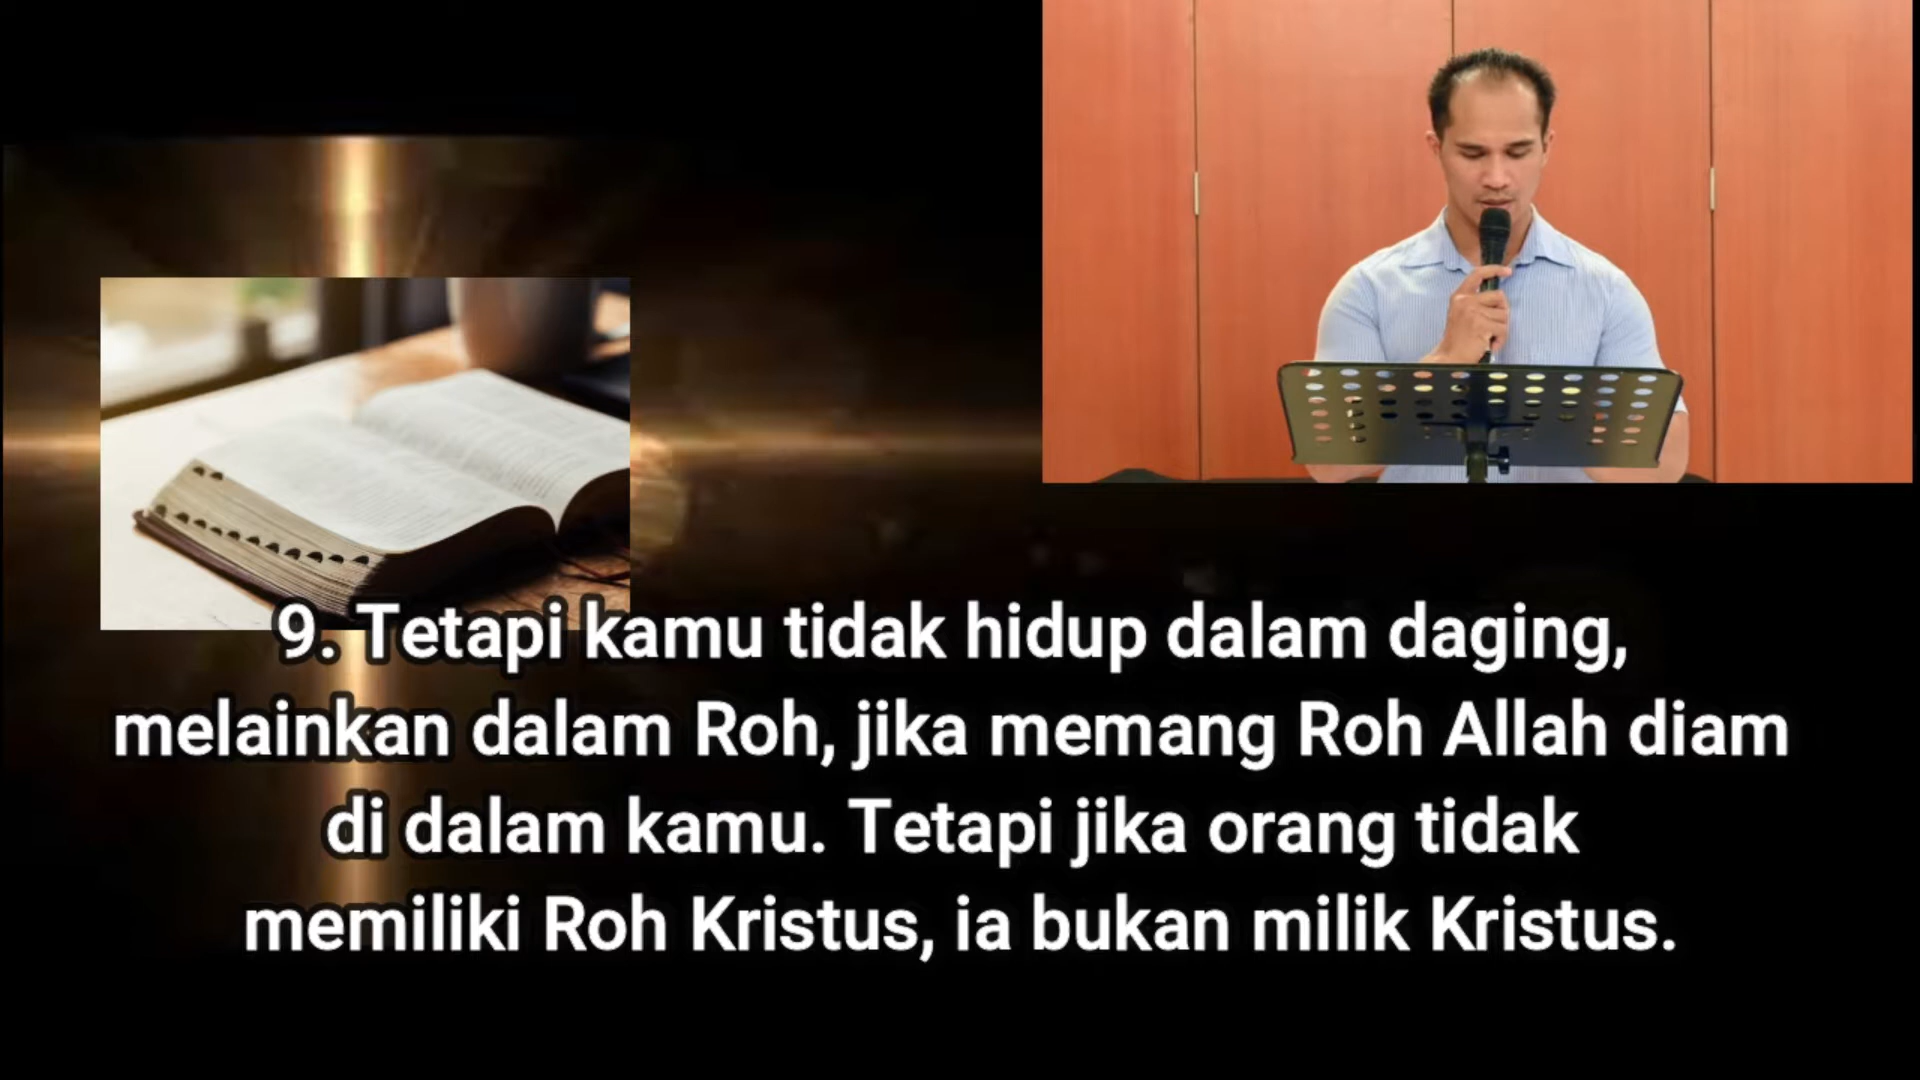 9. Tetapi kamu tidak hidup dalam daging,
melainkan dalam Roh, jika memang Roh Allah diam
di dalam kamu. Tetapi jika orang tidak
memiliki Roh Kristus, ia bukan milik Kristus.